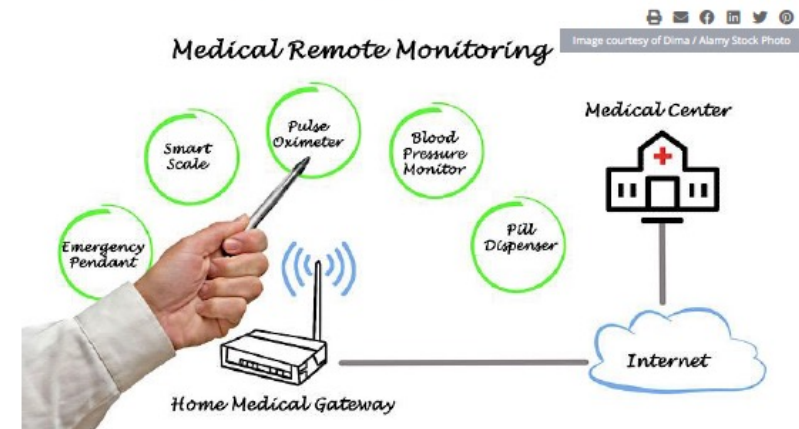 Image courtesy of Dima / Alamy Stock Photo
Medical Remote Monitoring
Medical Center
Pulse
Oximeter
Smart
Scale
Blood
Pressure
Monitor
Emergency
Pendant
Pill
Dispenser
Internet
Home Medical Gateway